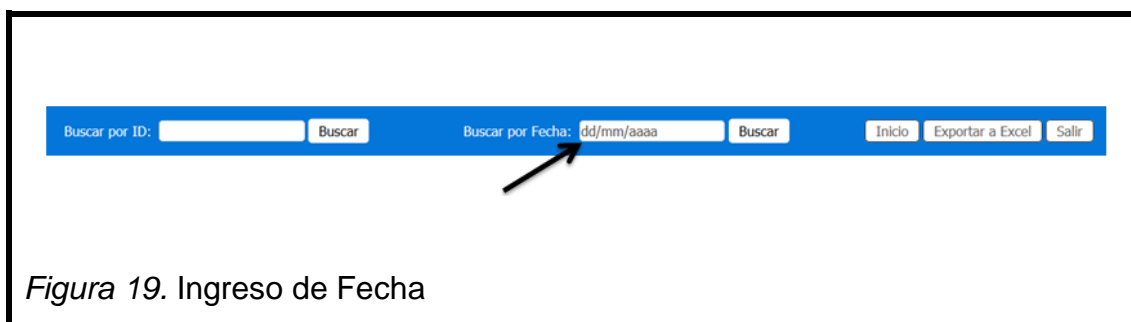 Buscar por ID: Buscar Buscar por Fecha: dd/mm/aaaa Buscar Inicio Exportar a Excel Salir
Figura 19. Ingreso de Fecha